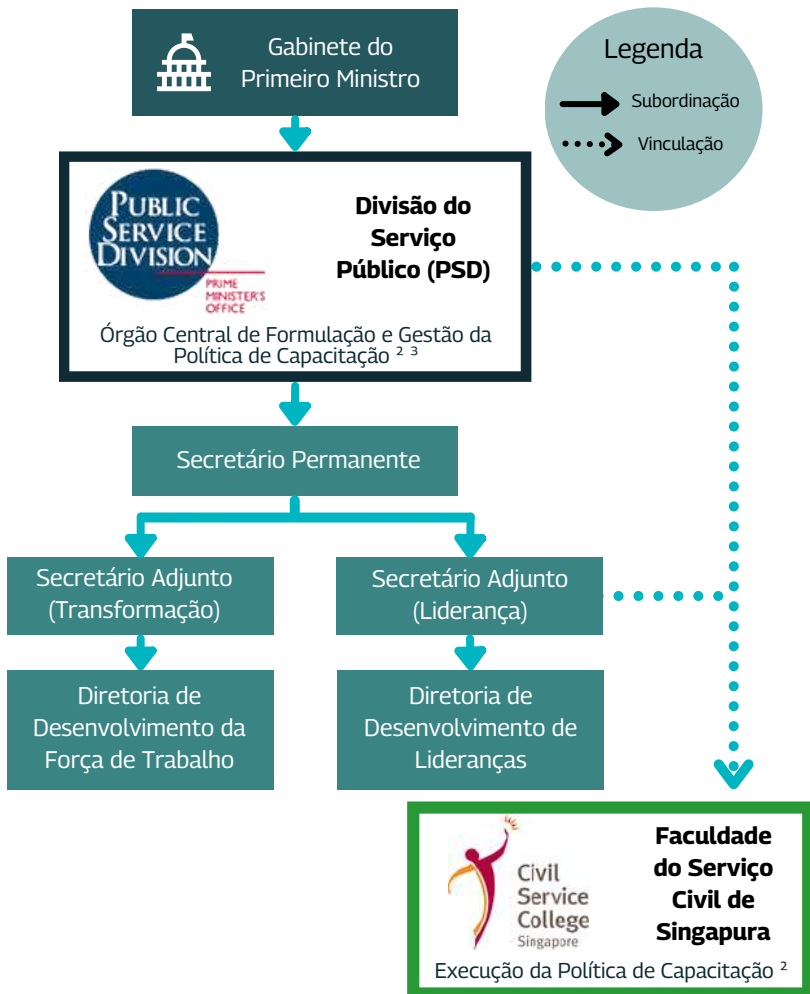 Gabinete do
Primeiro Ministro
Legenda
Subordinação
Vinculação
PUBLIC
SERVICE
DIVISION
PRIME
MINISTER'S
OFFICE
Divisão do
Serviço
Público (PSD)
Órgão Central de Formulação e Gestão da
Política de Capacitação ² ³
Secretário Permanente
Secretário Adjunto
(Transformação)
Secretário Adjunto
(Liderança)
Diretoria de
Desenvolvimento da
Força de Trabalho
Diretoria de
Desenvolvimento de
Lideranças
Civil
Service
College
Singapore
Faculdade
do Serviço
Civil de
Singapura
Execução da Política de Capacitação ²